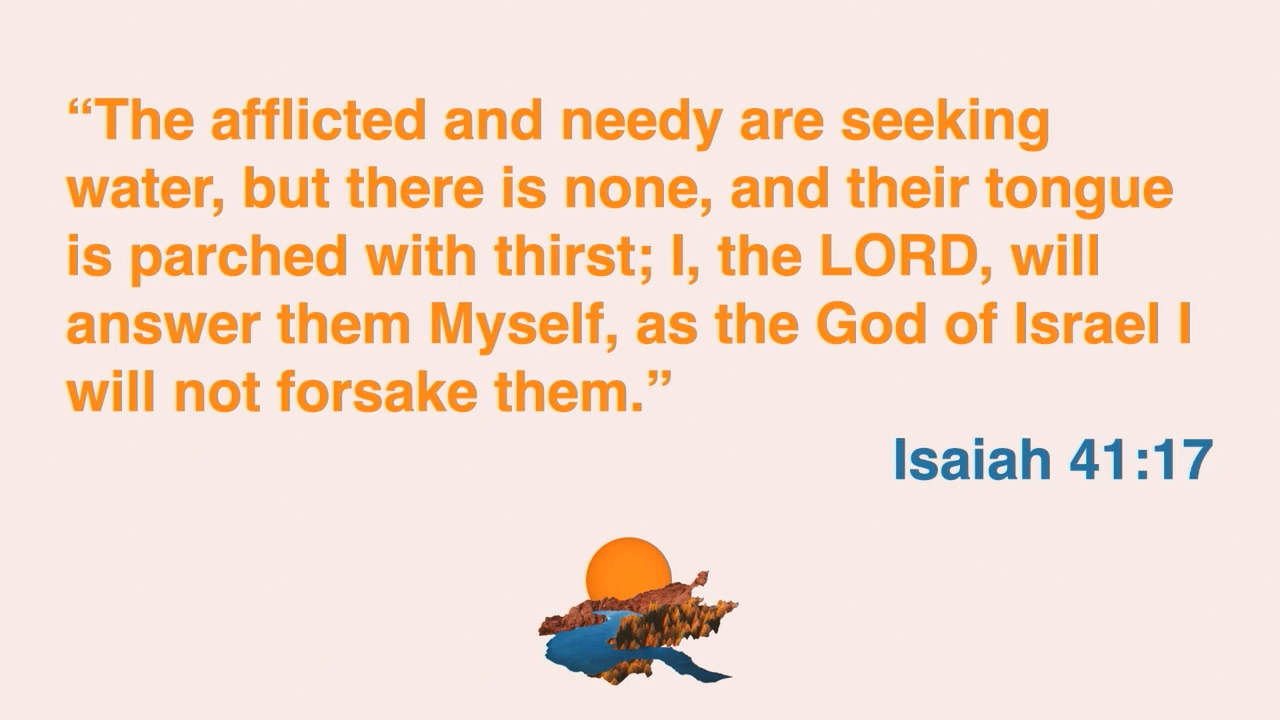 “The afflicted and needy are seeking
water, but there is none, and their tongue
is parched with thirst; I, the LORD, will
answer them Myself, as the God of Israel I
will not forsake them.”
Isaiah 41:17